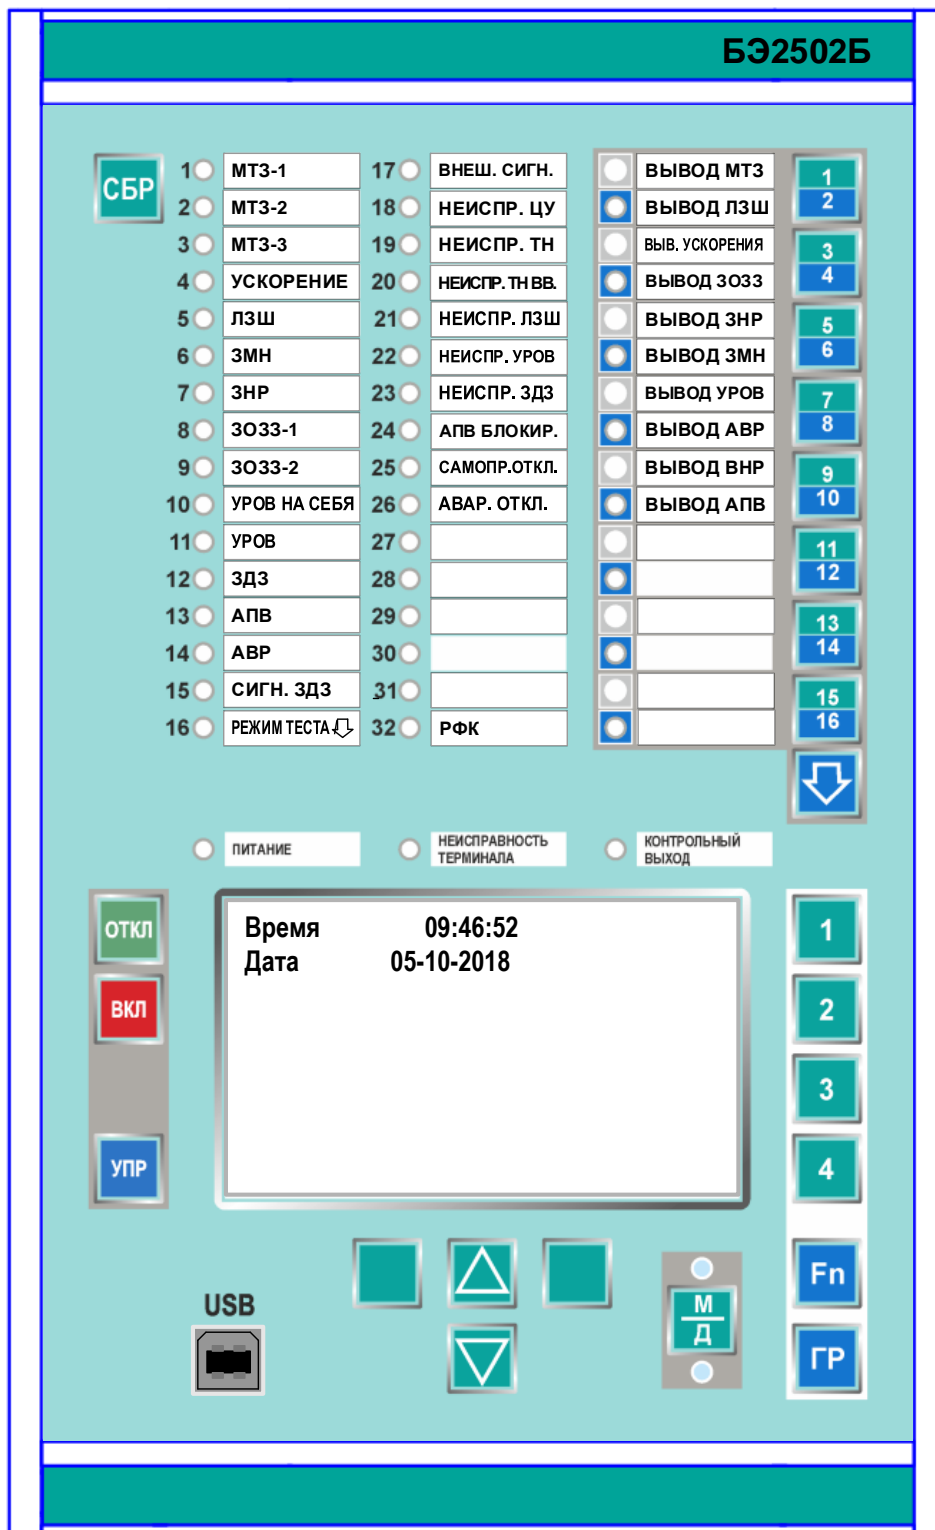 БЭ2502Б
СБР
1 МТЗ-1 17 ВНЕШ. СИГН. ВЫВОД МТЗ 1
2 МТЗ-2 18 НЕИСПР. ЦУ ВЫВОД ЛЗШ 2
3 МТЗ-3 19 НЕИСПР. ТН ВЫВ. УСКОРЕНИЯ 3
4 УСКОРЕНИЕ 20 НЕИСПР. ТН ВВ. ВЫВОД ЗОЗЗ 4
5 ЛЗШ 21 НЕИСПР. ЛЗШ ВЫВОД ЗНР 5
6 ЗМН 22 НЕИСПР. УРОВ ВЫВОД ЗМН 6
7 ЗНР 23 НЕИСПР. ЗДЗ ВЫВОД УРОВ 7
8 ЗОЗЗ-1 24 АПВ БЛОКИР. ВЫВОД АВР 8
9 ЗОЗЗ-2 25 САМОПР.ОТКЛ. ВЫВОД ВНР 9
10 УРОВ НА СЕБЯ 26 АВАР. ОТКЛ. ВЫВОД АПВ 10
11 УРОВ 27 11
12 ЗДЗ 28 12
13 АПВ 29 13
14 АВР 30 14
15 СИГН. ЗДЗ 31 15
16 РЕЖИМ ТЕСТА 32 РФК 16
ПИТАНИЕ
НЕИСПРАВНОСТЬ
ТЕРМИНАЛА
КОНТРОЛЬНЫЙ
ВЫХОД
ОТКЛ
ВКЛ
УПР
Время 09:46:52
Дата 05-10-2018
1
2
3
4
Fn
ГР
USB
М
Д